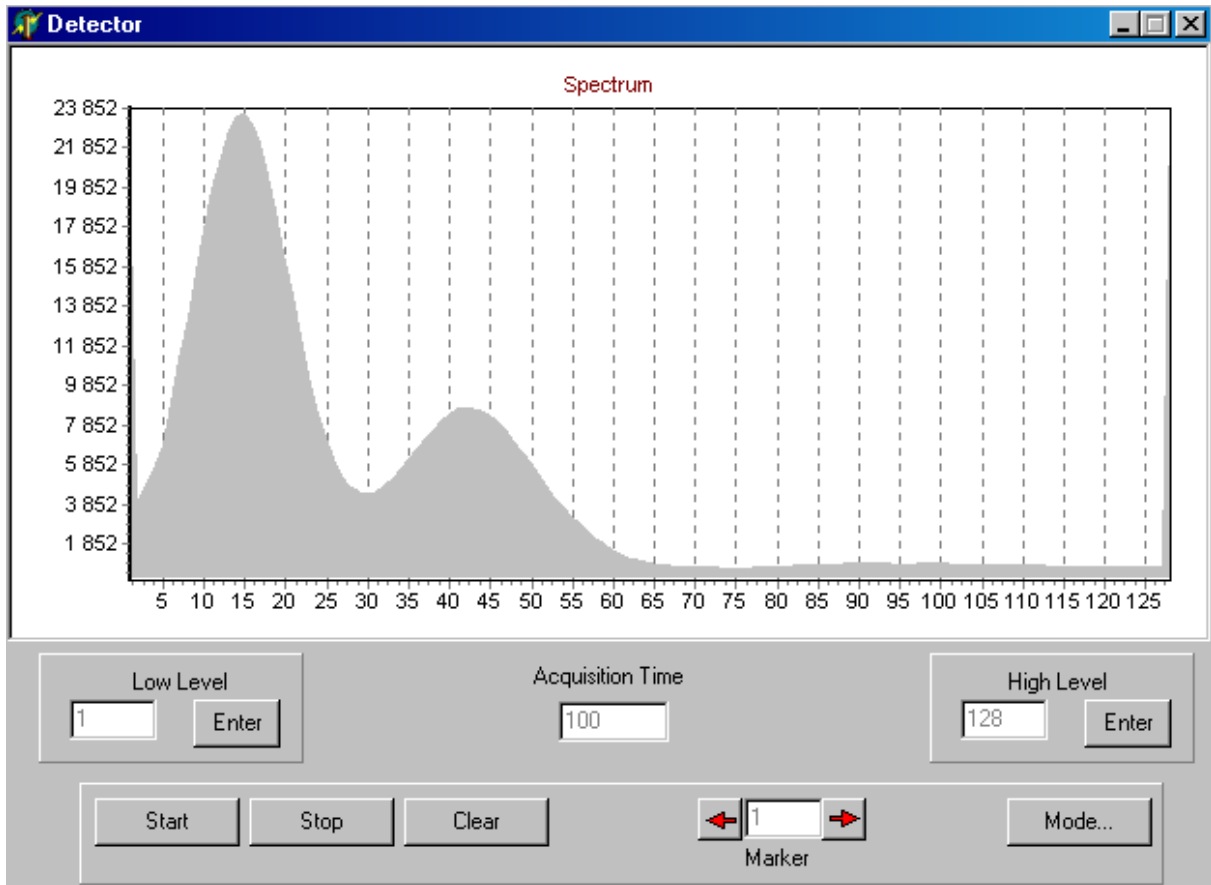 Detector
Spectrum
23 852
21 852
19 852
17 852
15 852
13 852
11 852
9 852
7 852
5 852
3 852
1 852
5 10 15 20 25 30 35 40 45 50 55 60 65 70 75 80 85 90 95 100 105 110 115 120 125
Low Level
1
Enter
Acquisition Time
100
High Level
128
Enter
Start
Stop
Clear
1
Marker
Mode...